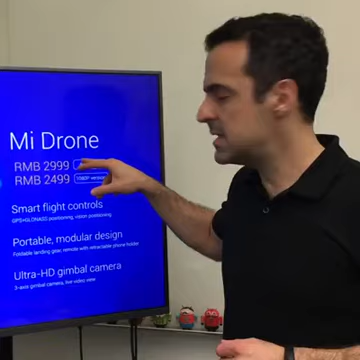 Mi Drone
RMB 2999
RMB 2499
Smart flight controls
GPS+GLONASS positioning, vision positioning
Portable, modular design
Foldable landing gear, remote with retractable phone holder
Ultra-HD gimbal camera
3-axis gimbal camera, live video view